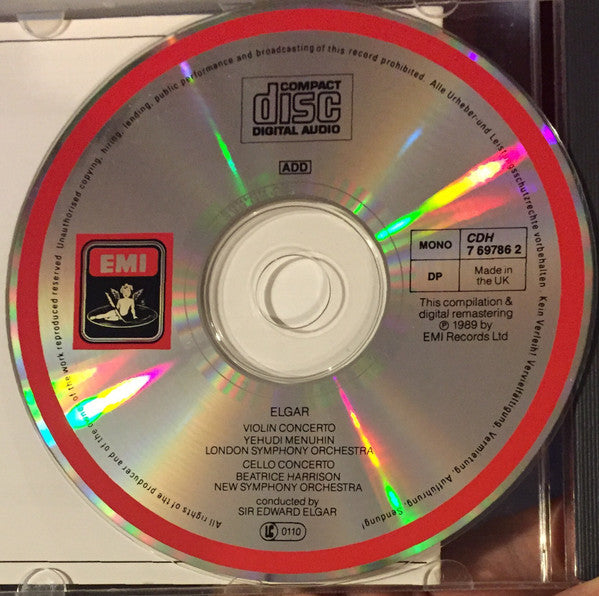 Unauthorised copying, hiring, lending, public performance and broadcasting of this record prohibited. Alle Urheber-und Leistungsschutzrechte vorbehalten. Kein Verleih! Vervielfältigung, Vermietung, Aufführung, Sendung!
All rights of the producer and of the owner of the work reproduced reserved.
COMPACT
disc
DIGITAL AUDIO
ADD
EMI
MONO
CDH
7 69786 2
DP
Made in
the UK
This compilation &
digital remastering
℗ 1989 by
EMI Records Ltd
ELGAR
VIOLIN CONCERTO
YEHUDI MENUHIN
LONDON SYMPHONY ORCHESTRA
CELLO CONCERTO
BEATRICE HARRISON
NEW SYMPHONY ORCHESTRA
conducted by
SIR EDWARD ELGAR
LC 0110